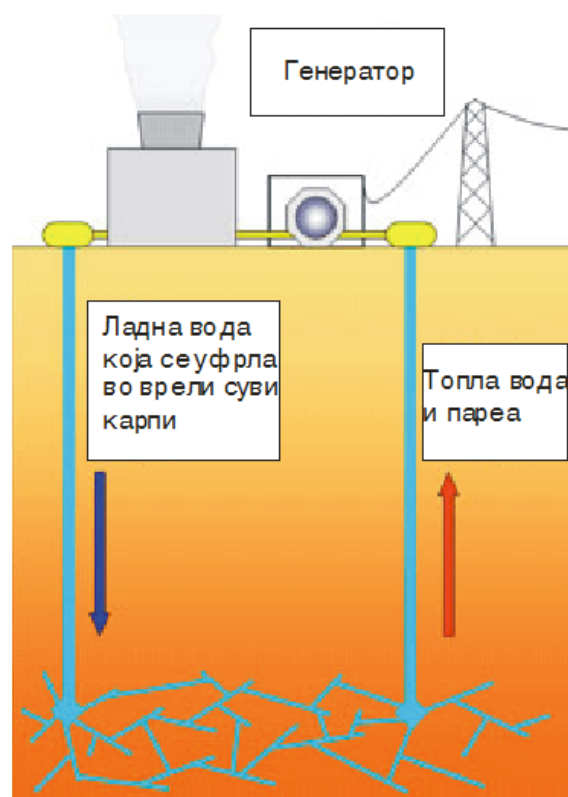 Генератор
Ладна вода
која се уфрла
во врели суви
карпи
Топла вода
и пареа